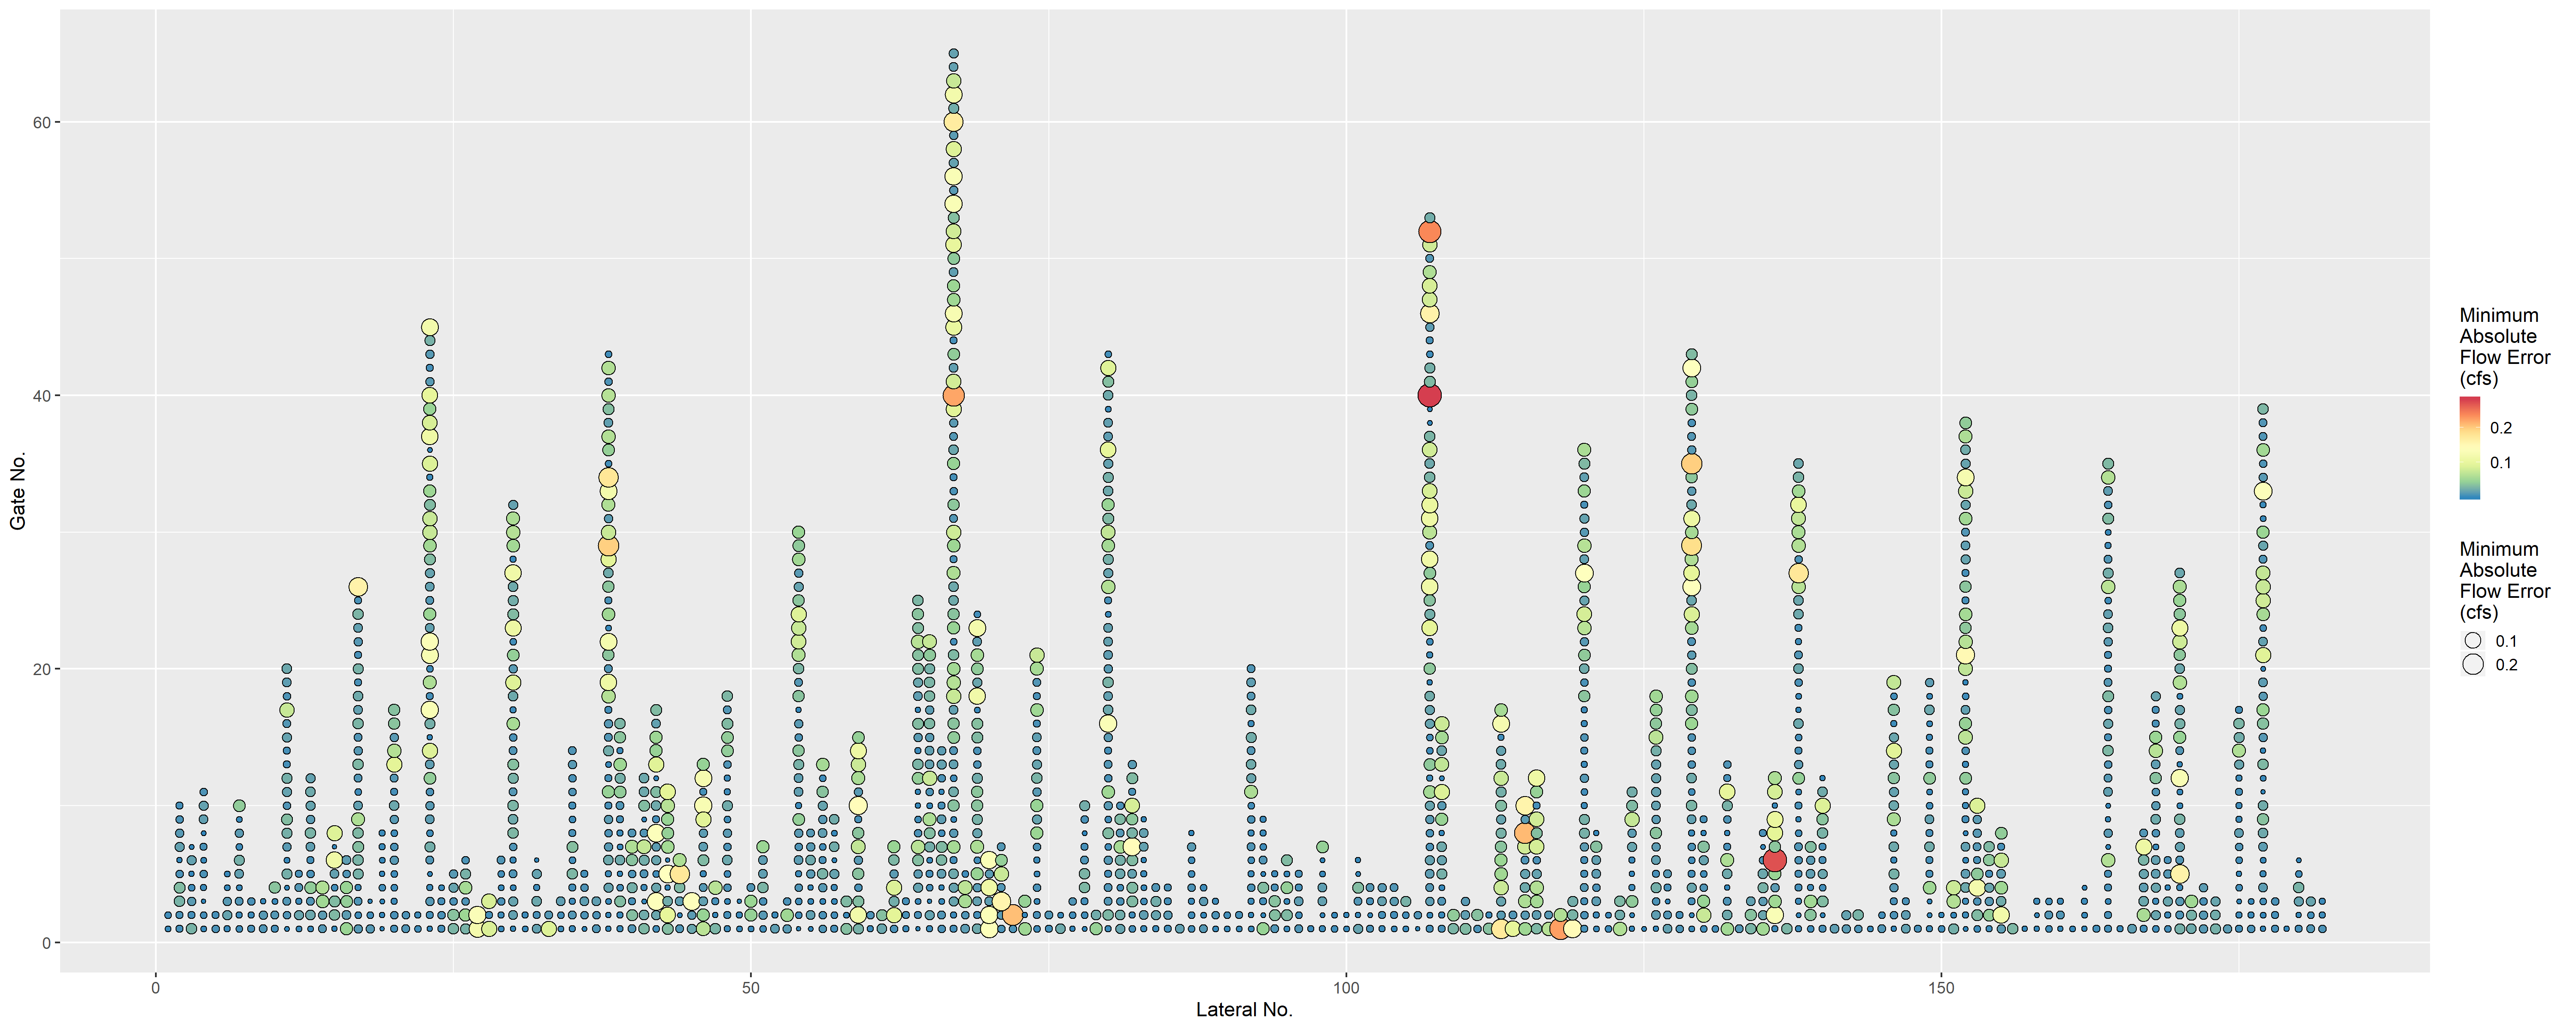 60
40
20
0
Gate No.
0
50
100
150
Lateral No.
Minimum
Absolute
Flow Error
(cfs)
0.2
0.1
Minimum
Absolute
Flow Error
(cfs)
0.1
0.2